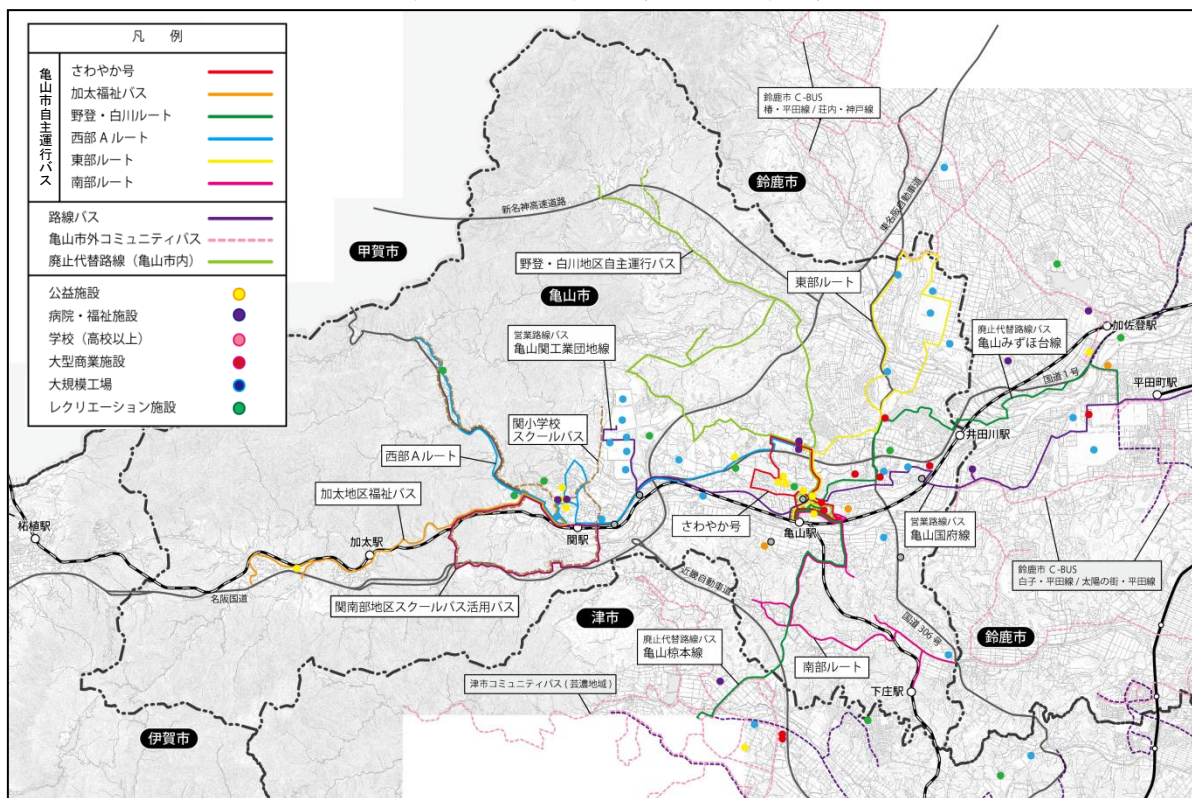 凡　例
亀山市自主運行バス
さわやか号
加太福祉バス
野登・白川ルート
西部 A ルート
東部ルート
南部ルート
路線バス
亀山市外コミュニティバス
廃止代替路線（亀山市内）
公益施設
病院・福祉施設
学校（高校以上）
大型商業施設
大規模工場
レクリエーション施設
鈴鹿市 C-BUS
椿・平田線 / 荘内・神戸線
鈴鹿市
東名阪自動車道
新名神高速道路
甲賀市
野登・白川地区自主運行バス
亀山市
東部ルート
営業路線バス
亀山関工業団地線
廃止代替路線バス
亀山みずほ台線
加佐登駅
国道1号
平田町駅
井田川駅
関小学校
スクールバス
西部Aルート
加太地区福祉バス
さわやか号
営業路線バス
亀山国府線
亀山駅
関駅
加太駅
柘植駅
鈴鹿市 C-BUS
白子・平田線 / 太陽の街・平田線
名阪国道
関南部地区スクールバス活用バス
近畿自動車道
津市
国道 306 号
鈴鹿市
廃止代替路線バス
亀山椋本線
南部ルート
津市コミュニティバス ( 芸濃地域 )
下庄駅
伊賀市